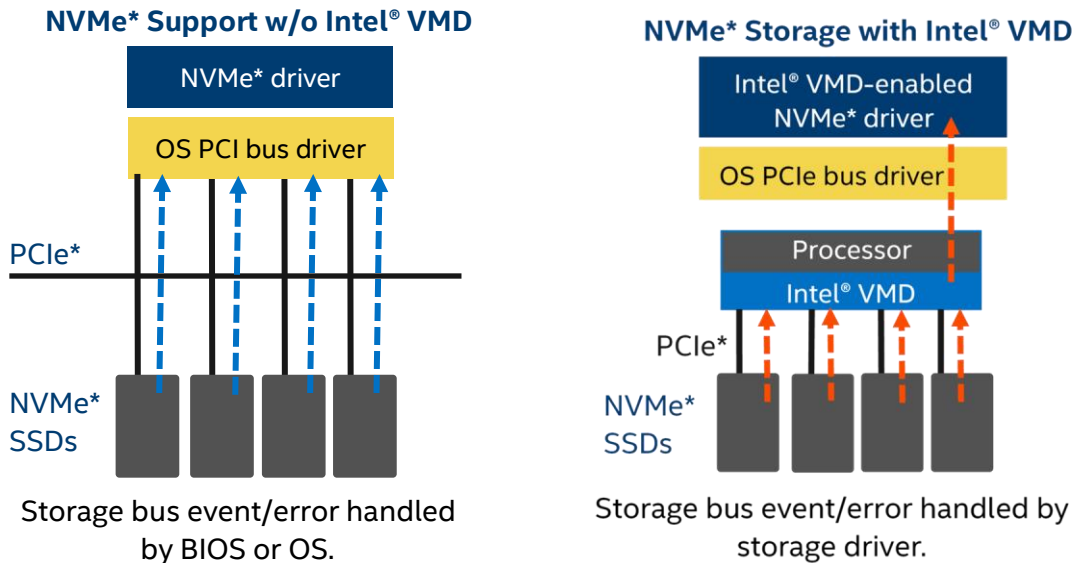 NVMe* Support w/o Intel® VMD
NVMe* driver
OS PCI bus driver
PCIe*
NVMe*
SSDs
Storage bus event/error handled
by BIOS or OS.
NVMe* Storage with Intel® VMD
Intel® VMD-enabled
NVMe* driver
OS PCIe bus driver
Processor
Intel® VMD
PCIe*
NVMe*
SSDs
Storage bus event/error handled by
storage driver.